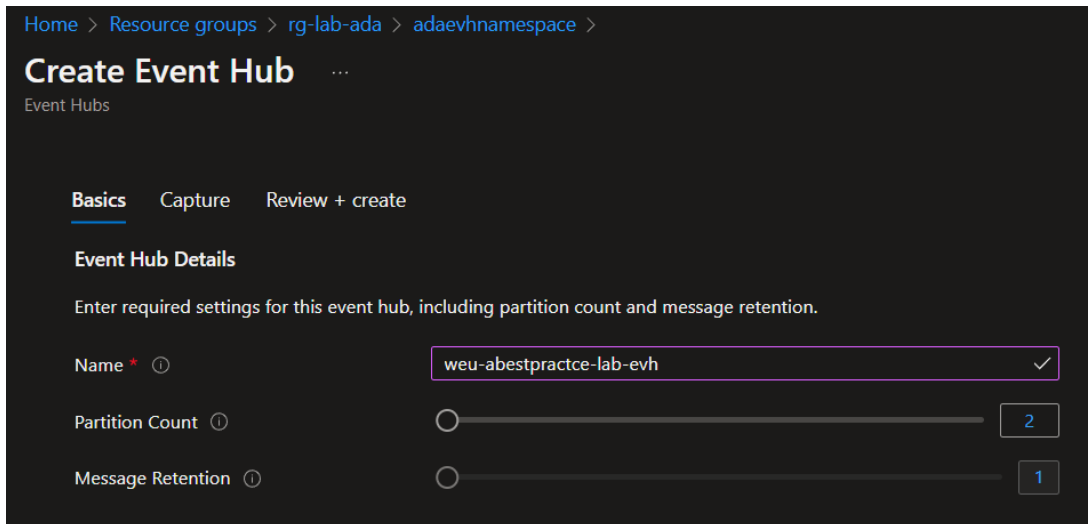 Home > Resource groups > rg-lab-ada > adaevhnamespace >
Create Event Hub ...
Event Hubs
Basics Capture Review + create
Event Hub Details
Enter required settings for this event hub, including partition count and message retention.
Name * weu-abestpractce-lab-evh
Partition Count 2
Message Retention 1